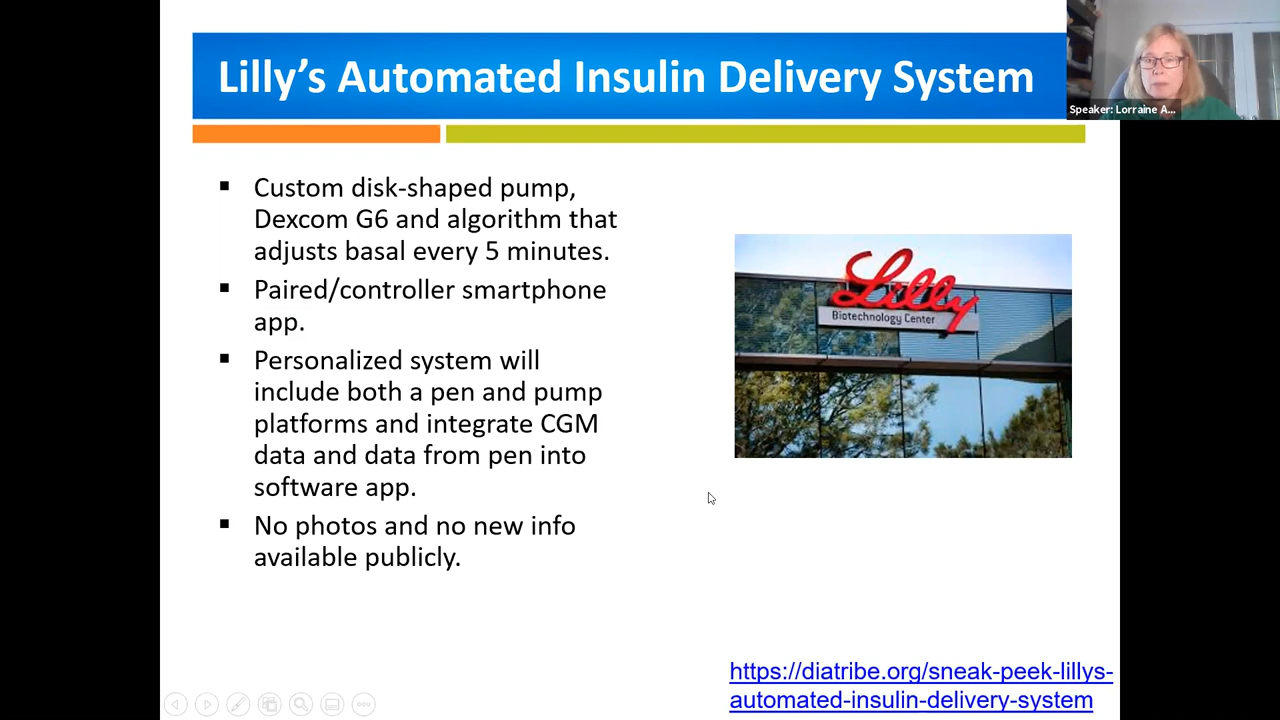 Lilly's Automated Insulin Delivery System
Speaker: Lorraine A...
▪ Custom disk-shaped pump,
Dexcom G6 and algorithm that
adjusts basal every 5 minutes.
▪ Paired/controller smartphone
app.
▪ Personalized system will
include both a pen and pump
platforms and integrate CGM
data and data from pen into
software app.
▪ No photos and no new info
available publicly.
Lilly
Biotechnology Center
https://diatribe.org/sneak-peek-lillys-
automated-insulin-delivery-system